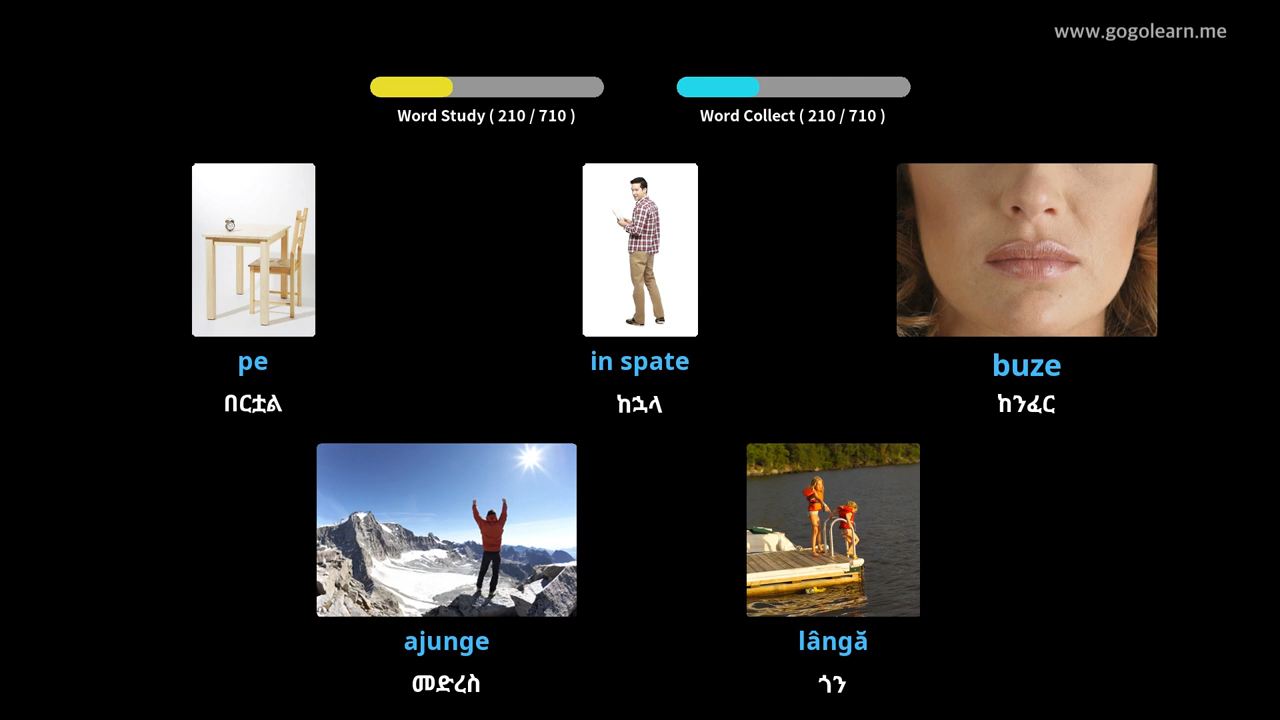 www.gogolearn.me
Word Study ( 210 / 710 )
Word Collect ( 210 / 710 )
pe
in spate
buze
በርቷል
ከኋላ
ከንፈር
ajunge
lângă
መድረስ
ጎን